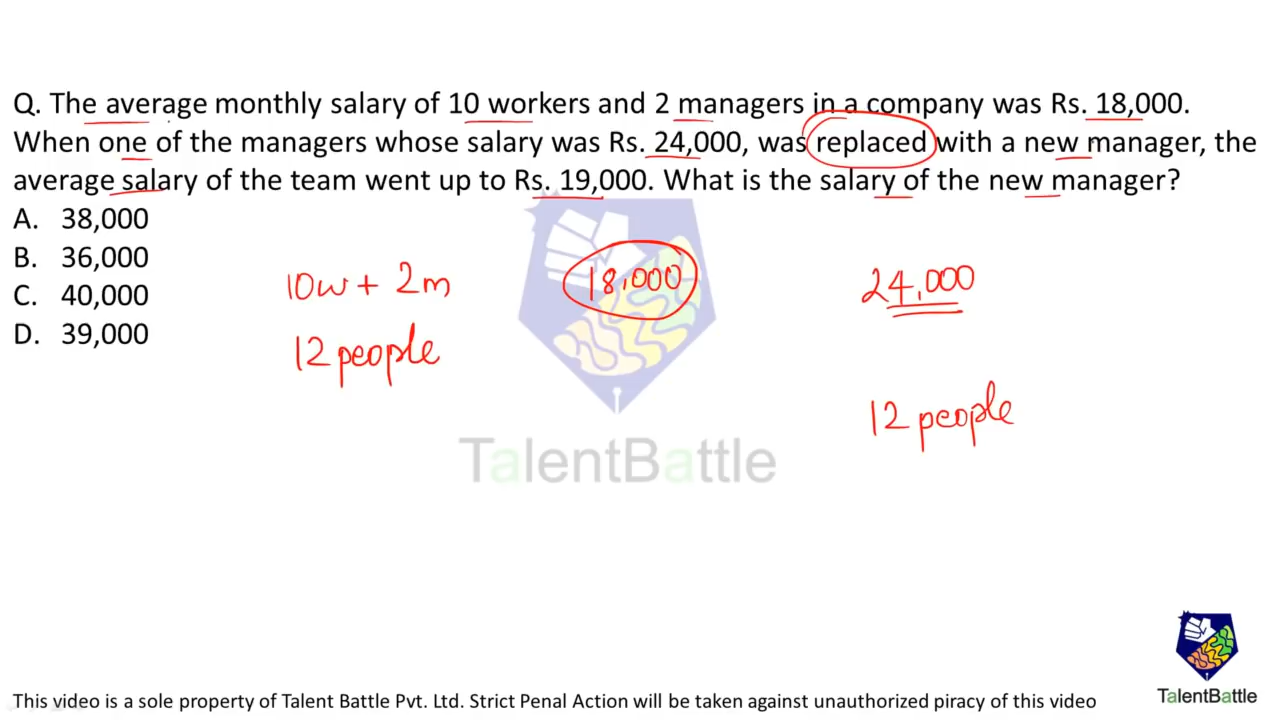 Q. The average monthly salary of 10 workers and 2 managers in a company was Rs. 18,000.
When one of the managers whose salary was Rs. 24,000, was replaced with a new manager, the
average salary of the team went up to Rs. 19,000. What is the salary of the new manager?
A. 38,000
B. 36,000
C. 40,000
D. 39,000
10w + 2m
18,000
24,000
12 people
12 people
TalentBattle
TalentBattle
This video is a sole property of Talent Battle Pvt. Ltd. Strict Penal Action will be taken against unauthorized piracy of this video